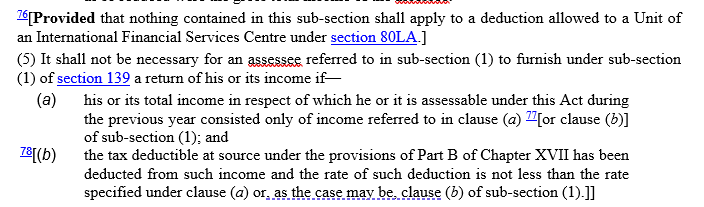 76[Provided that nothing contained in this sub-section shall apply to a deduction allowed to a Unit of
an International Financial Services Centre under section 80LA.]
(5) It shall not be necessary for an assessee referred to in sub-section (1) to furnish under sub-section
(1) of section 139 a return of his or its income if—
(a) his or its total income in respect of which he or it is assessable under this Act during
the previous year consisted only of income referred to in clause (a) 77[or clause (b)]
of sub-section (1); and
78[(b) the tax deductible at source under the provisions of Part B of Chapter XVII has been
deducted from such income and the rate of such deduction is not less than the rate
specified under clause (a) or, as the case may be, clause (b) of sub-section (1).]]